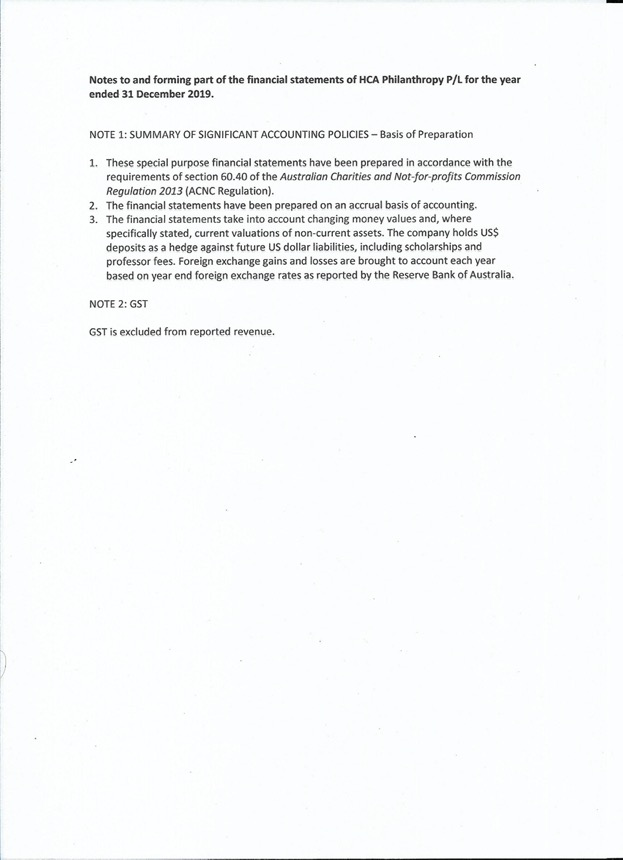 Notes to and forming part of the financial statements of HCA Philanthropy P/L for the year
ended 31 December 2019.
NOTE 1: SUMMARY OF SIGNIFICANT ACCOUNTING POLICIES – Basis of Preparation
1. These special purpose financial statements have been prepared in accordance with the
requirements of section 60.40 of the Australian Charities and Not-for-profits Commission
Regulation 2013 (ACNC Regulation).
2. The financial statements have been prepared on an accrual basis of accounting.
3. The financial statements take into account changing money values and, where
specifically stated, current valuations of non-current assets. The company holds US$
deposits as a hedge against future US dollar liabilities, including scholarships and
professor fees. Foreign exchange gains and losses are brought to account each year
based on year end foreign exchange rates as reported by the Reserve Bank of Australia.
NOTE 2: GST
GST is excluded from reported revenue.